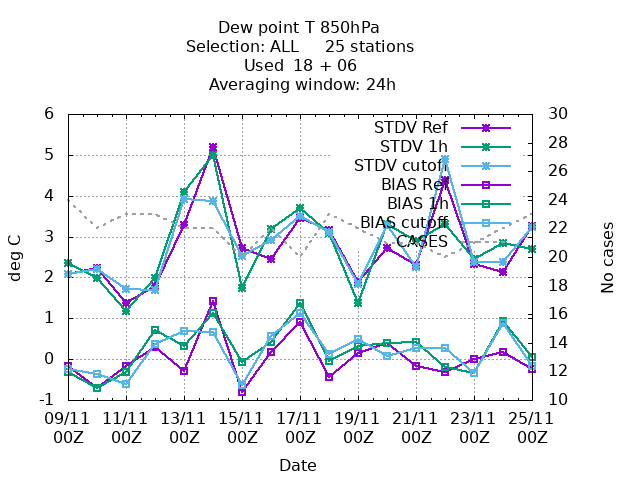 Dew point T 850hPa
Selection: ALL 25 stations
Used 18 + 06
Averaging window: 24h
6
5
4
3
2
1
0
-1
deg C
30
28
26
24
22
20
18
16
14
12
10
No cases
STDV Ref
STDV 1h
STDV cutoff
BIAS Ref
BIAS 1h
BIAS cutoff
CASES
09/11 11/11 13/11 15/11 17/11 19/11 21/11 23/11 25/11
00Z 00Z 00Z 00Z 00Z 00Z 00Z 00Z 00Z
Date